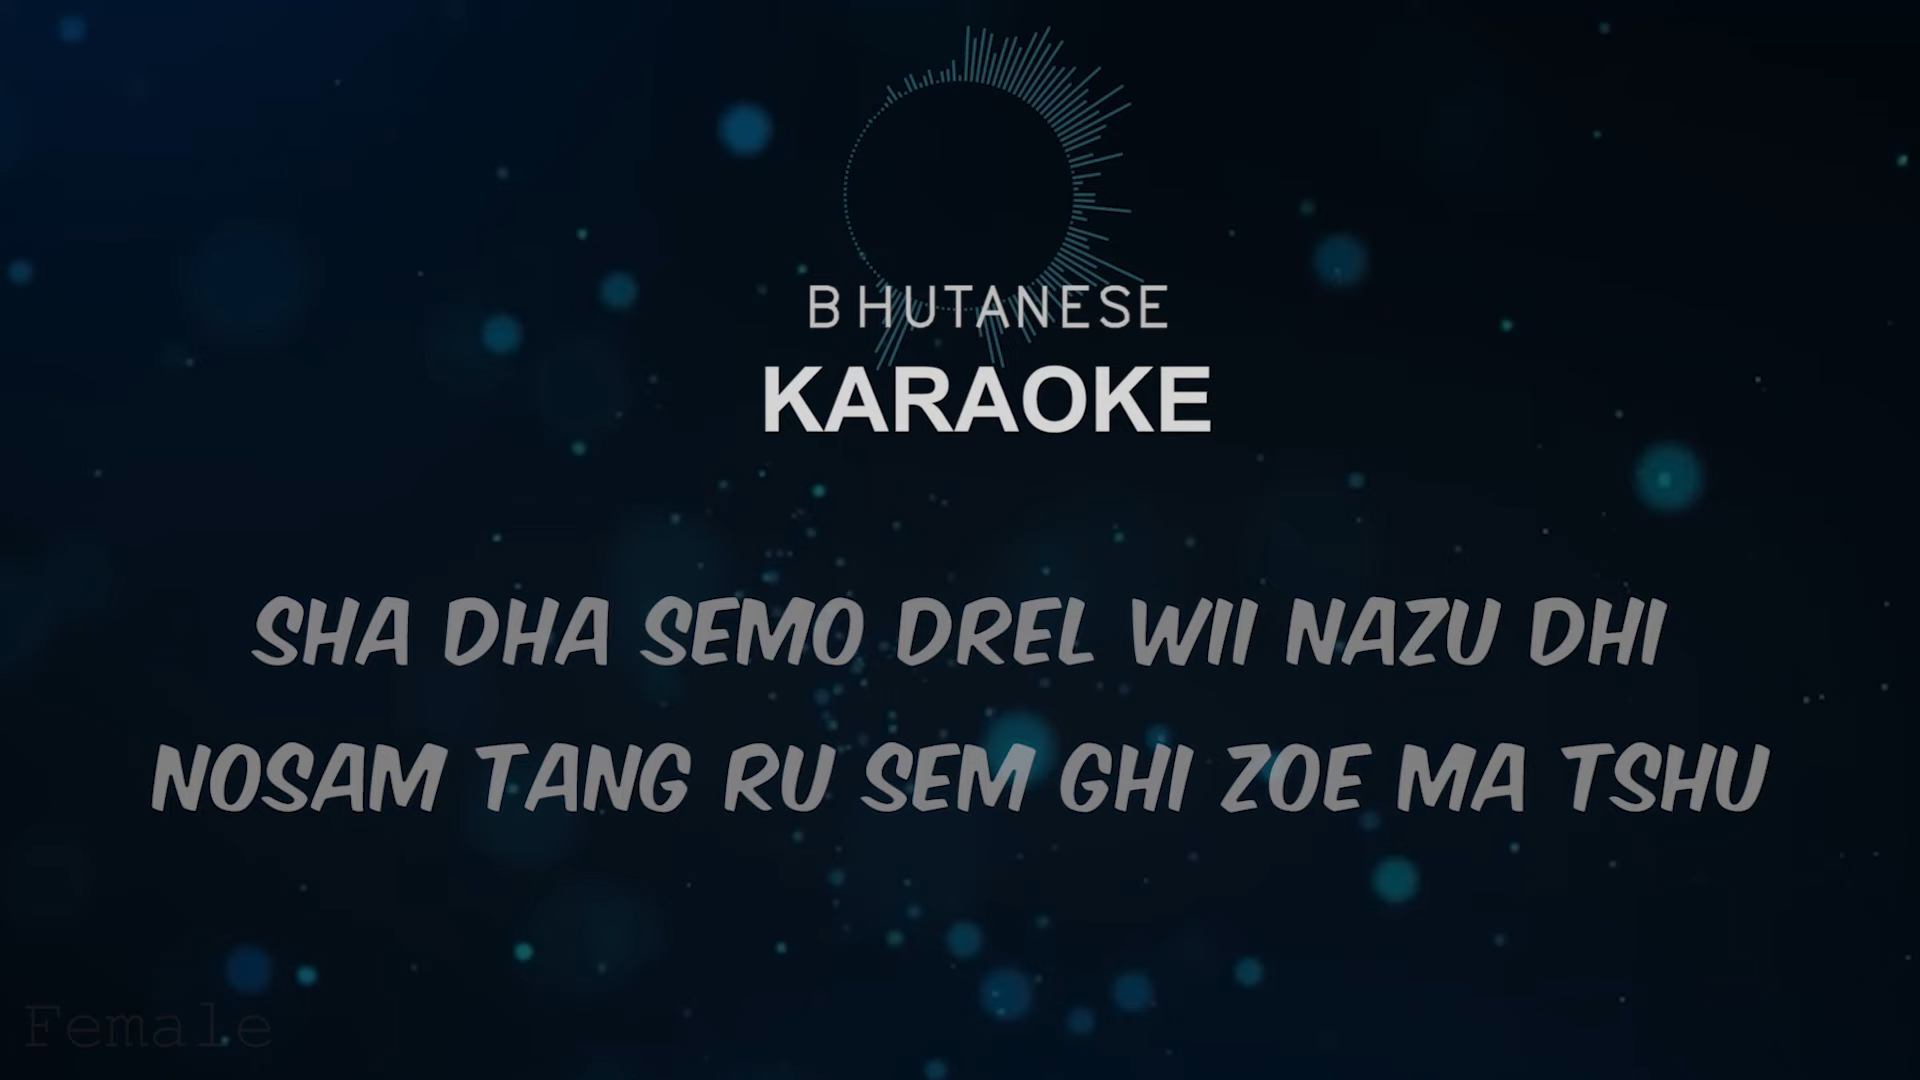 BHUTANESE
KARAOKE
SHA DHA SEMO DREL WII NAZU DHI
NOSAM TANG RU SEM GHI ZOE MA TSHU
Female